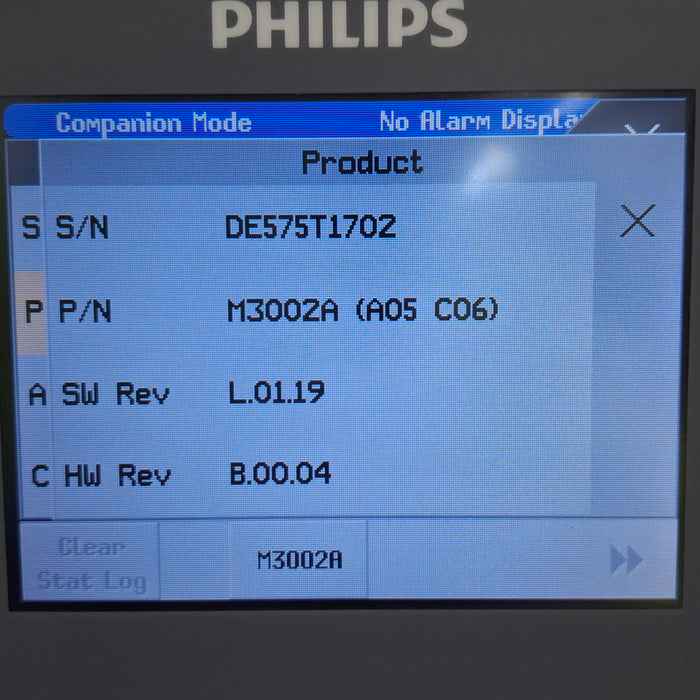 PHILIPS
Companion Mode No Alarm Displa
Product
S S/N DE575T1702
P P/N M3002A (A05 C06)
A SW Rev L.01.19
C HW Rev B.00.04
Clear
Stat Log
M3002A